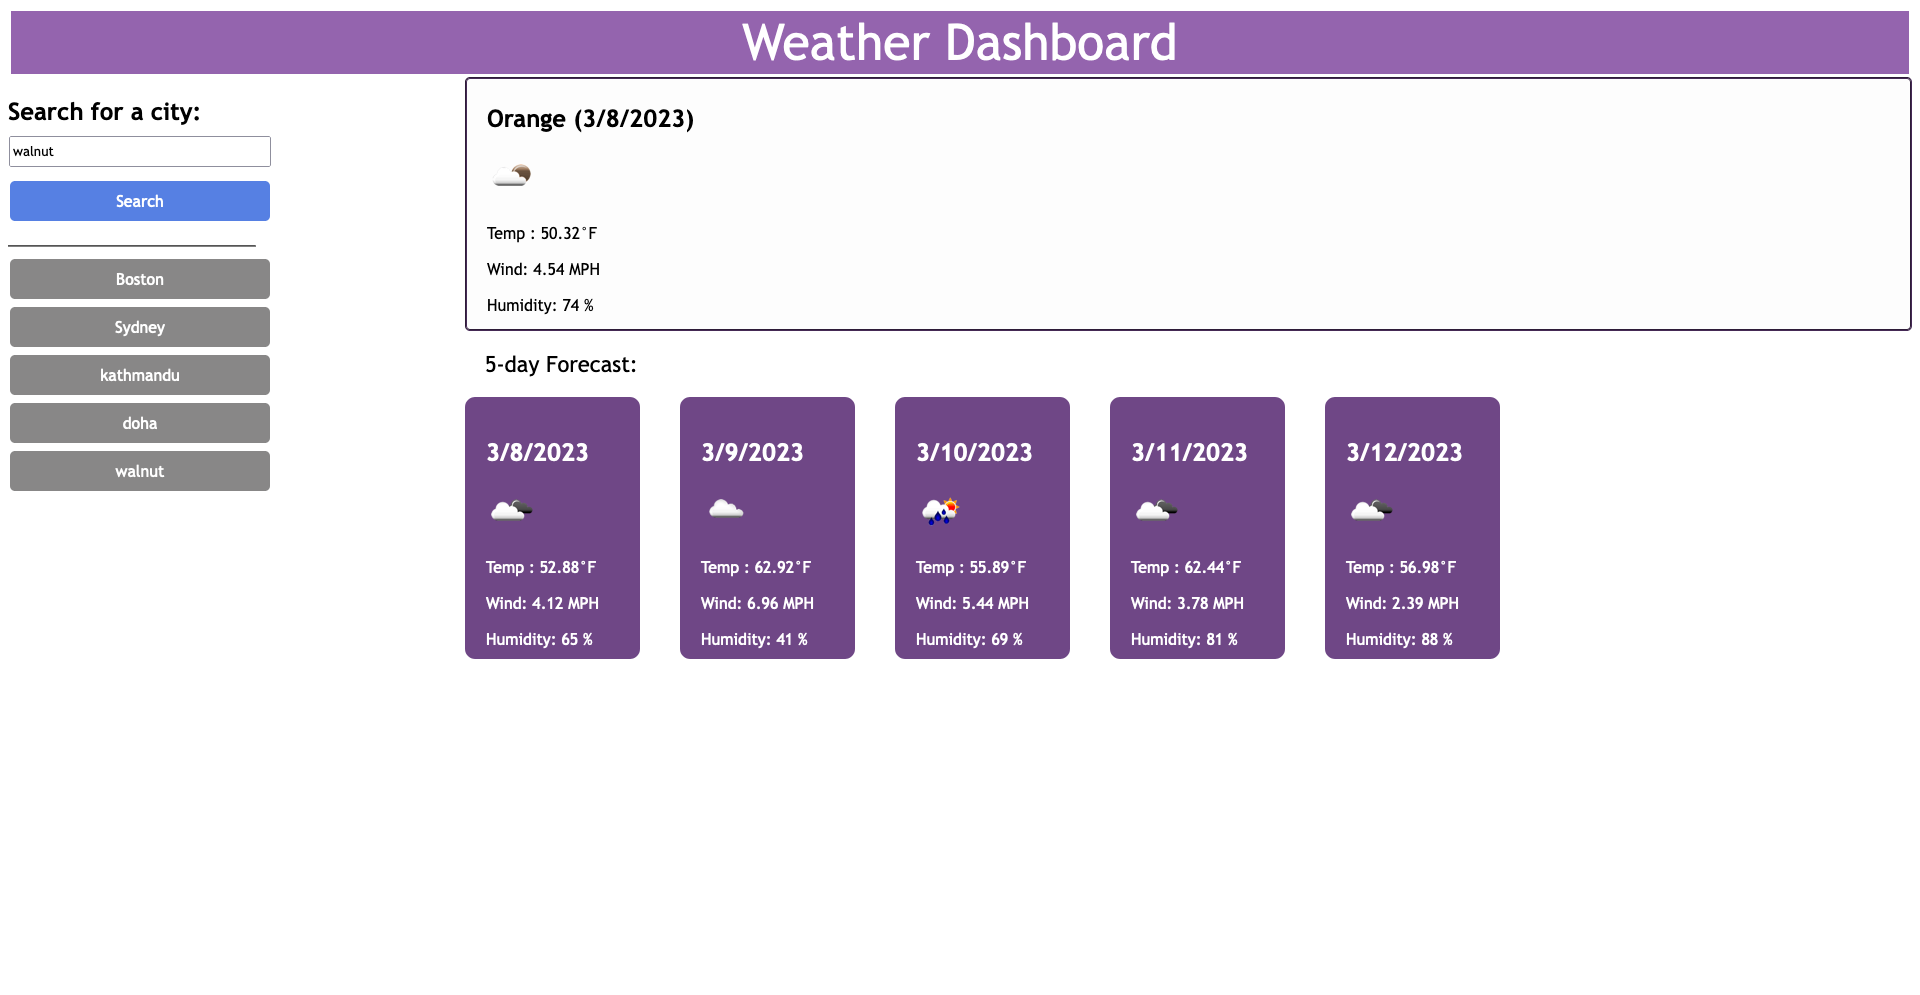 Weather Dashboard
Search for a city:
walnut
Search
Boston
Sydney
kathmandu
doha
walnut
Orange (3/8/2023)
Temp : 50.32°F
Wind: 4.54 MPH
Humidity: 74 %
5-day Forecast:
3/8/2023
Temp : 52.88°F
Wind: 4.12 MPH
Humidity: 65 %
3/9/2023
Temp : 62.92°F
Wind: 6.96 MPH
Humidity: 41 %
3/10/2023
Temp : 55.89°F
Wind: 5.44 MPH
Humidity: 69 %
3/11/2023
Temp : 62.44°F
Wind: 3.78 MPH
Humidity: 81 %
3/12/2023
Temp : 56.98°F
Wind: 2.39 MPH
Humidity: 88 %